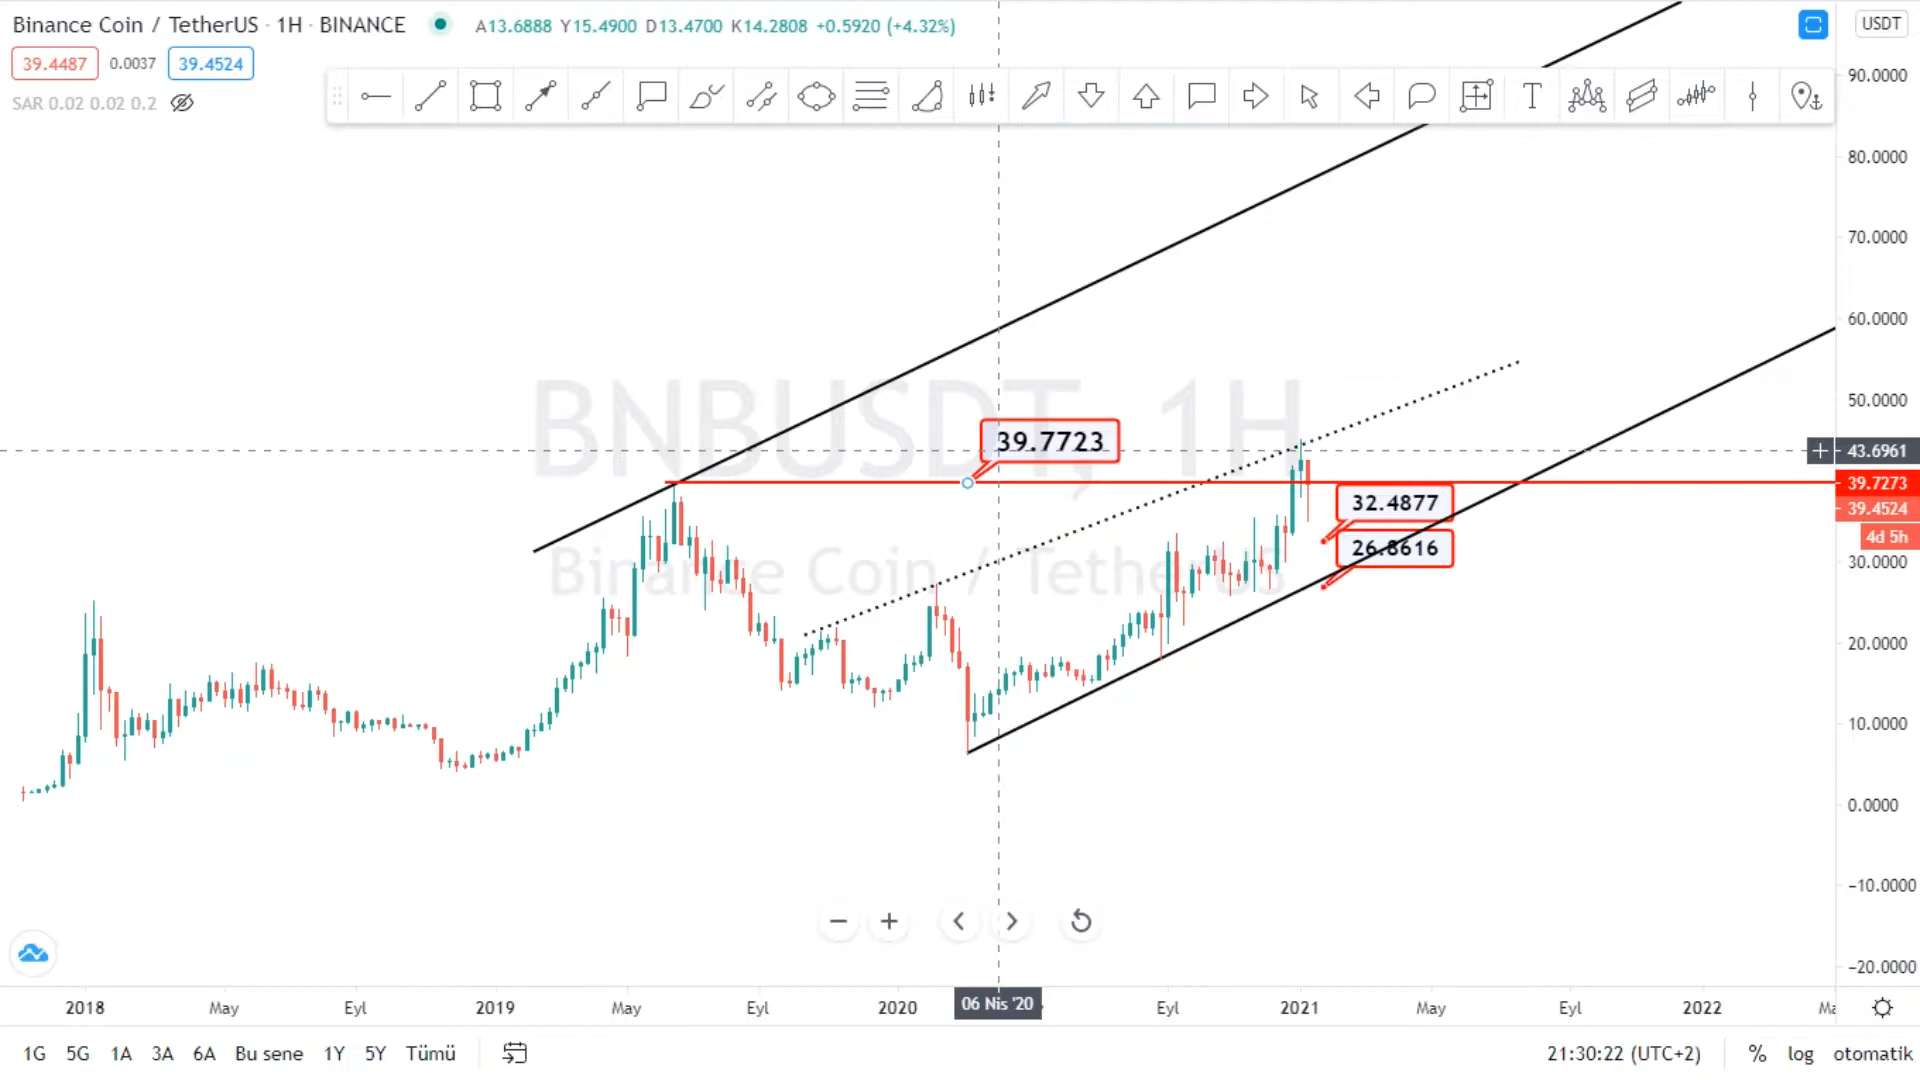 Binance Coin / TetherUS · 1H · BINANCE
A13.6888 Y15.4900 D13.4700 K14.2808 +0.5920 (+4.32%)
USDT
39.4487 0.0037 39.4524
SAR 0.02 0.02 0.2
T
BNBUSDT, 1H
Binance Coin / TetherUS
39.7723
32.4877
26.8616
90.0000
80.0000
70.0000
60.0000
50.0000
43.6961
39.7273
39.4524
4d 5h
30.0000
20.0000
10.0000
0.0000
−10.0000
−20.0000
2018 May Eyl 2019 May Eyl 2020 06 Nis '20 Eyl 2021 May Eyl 2022
1G 5G 1A 3A 6A Bu sene 1Y 5Y Tümü
21:30:22 (UTC+2) % log otomatik